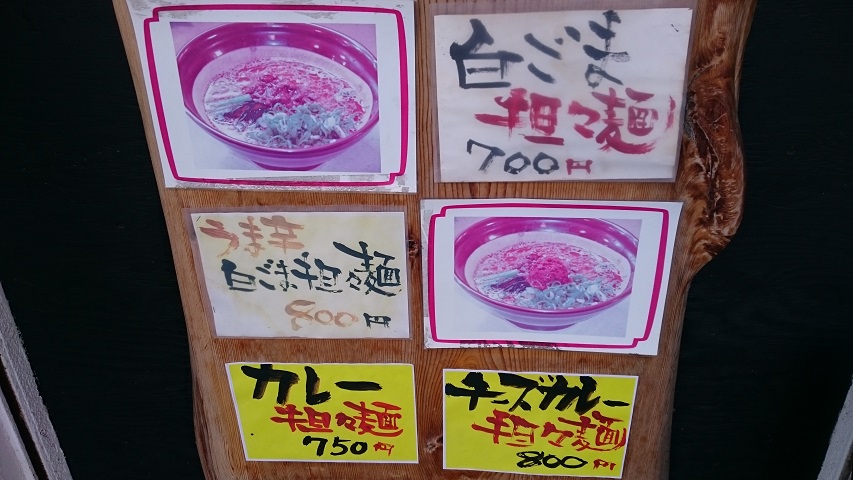 白ごまの
担々麺
700円
うま辛
白ごま担々麺
800円
カレー
担々麺
750円
チーズカレー
担々麺
800円